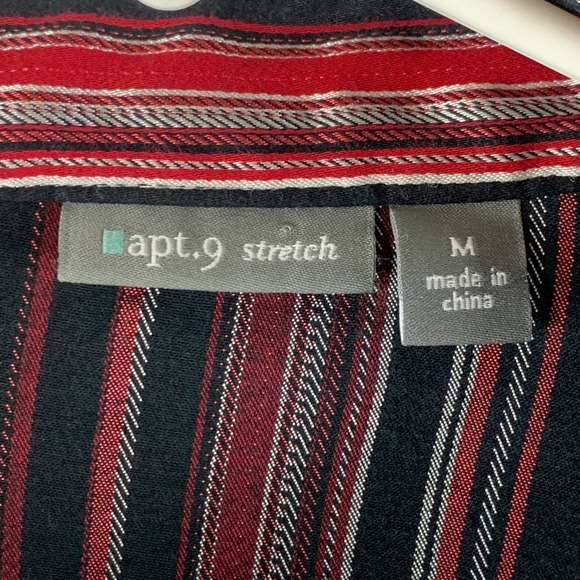 apt.9 stretch
M
made in
china